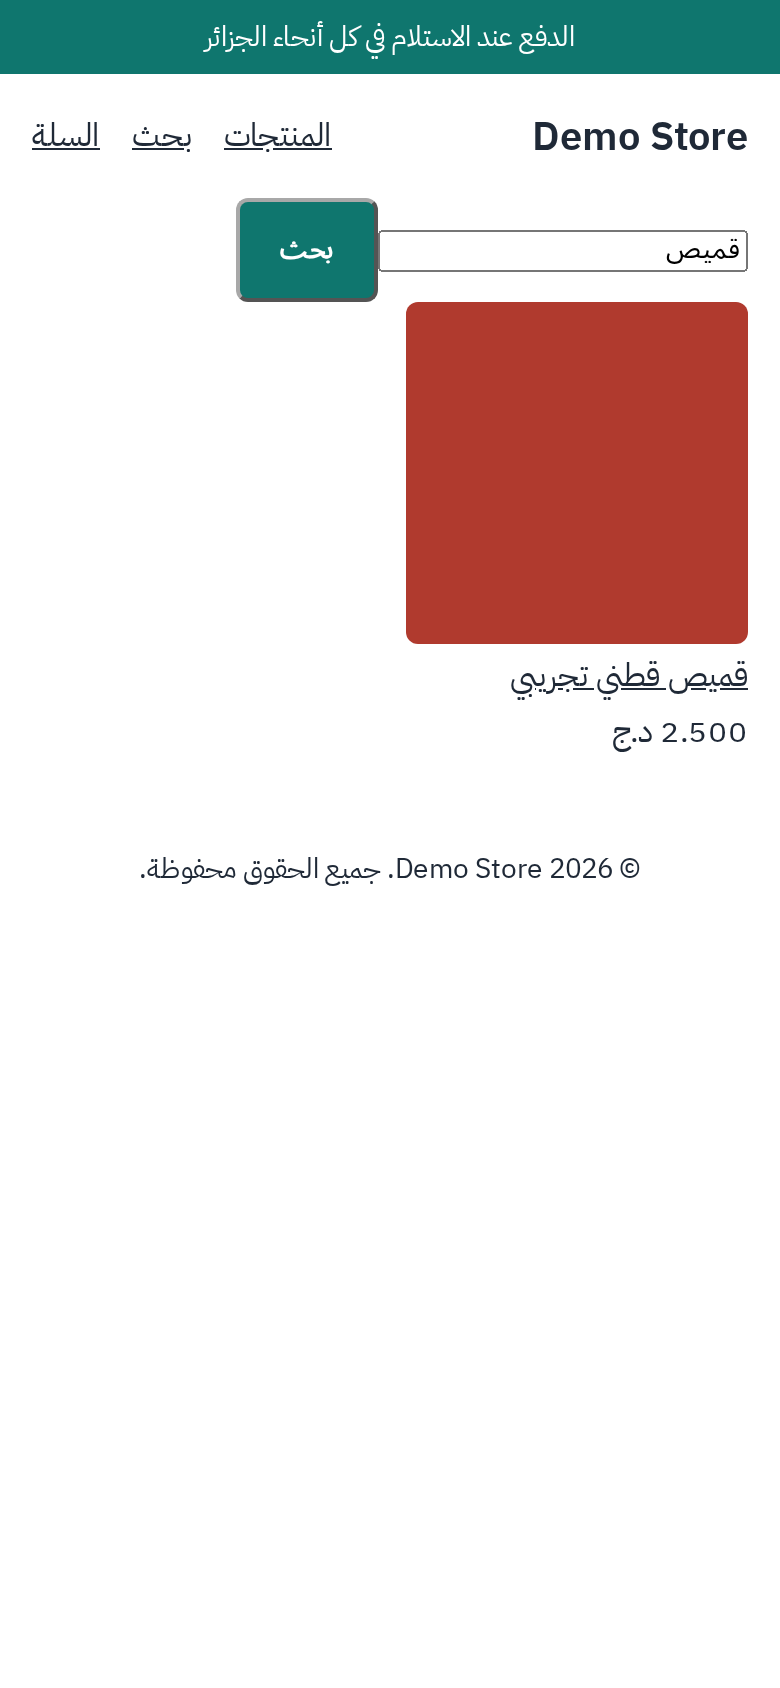 الدفع عند الاستلام في كل أنحاء الجزائر
Demo Store
المنتجات بحث السلة
قميص
بحث
قميص قطني تجريبي
2.500 د.ج
© 2026 Demo Store. جميع الحقوق محفوظة.